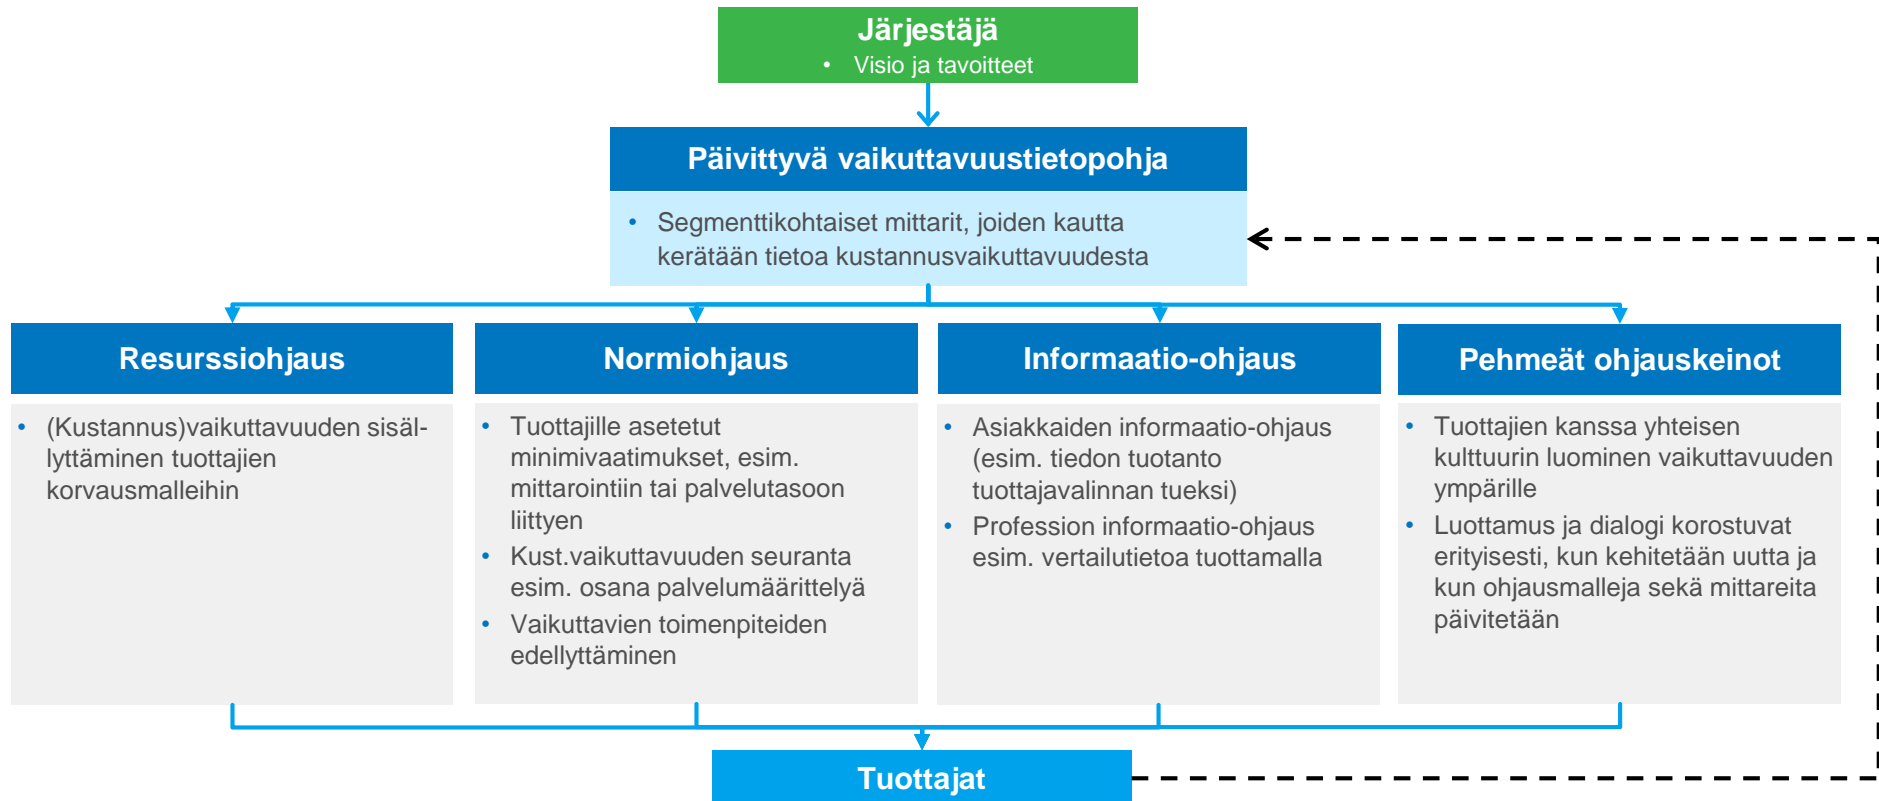 Järjestäjä
• Visio ja tavoitteet
Päivittyvä vaikuttavuustietopohja
• Segmenttikohtaiset mittarit, joiden kautta
kerätään tietoa kustannusvaikuttavuudesta
Resurssiohjaus
• (Kustannus)vaikuttavuuden sisäl-
lyttäminen tuottajien
korvausmalleihin
Normiohjaus
• Tuottajille asetetut
minimivaatimukset, esim.
mittarointiin tai palvelutasoon
liittyen
• Kust.vaikuttavuuden seuranta
esim. osana palvelumäärittelyä
• Vaikuttavien toimenpiteiden
edellyttäminen
Informaatio-ohjaus
• Asiakkaiden informaatio-ohjaus
(esim. tiedon tuotanto
tuottajavalinnan tueksi)
• Profession informaatio-ohjaus
esim. vertailutietoa tuottamalla
Pehmeät ohjauskeinot
• Tuottajien kanssa yhteisen
kulttuurin luominen vaikuttavuuden
ympärille
• Luottamus ja dialogi korostuvat
erityisesti, kun kehitetään uutta ja
kun ohjausmalleja sekä mittareita
päivitetään
Tuottajat